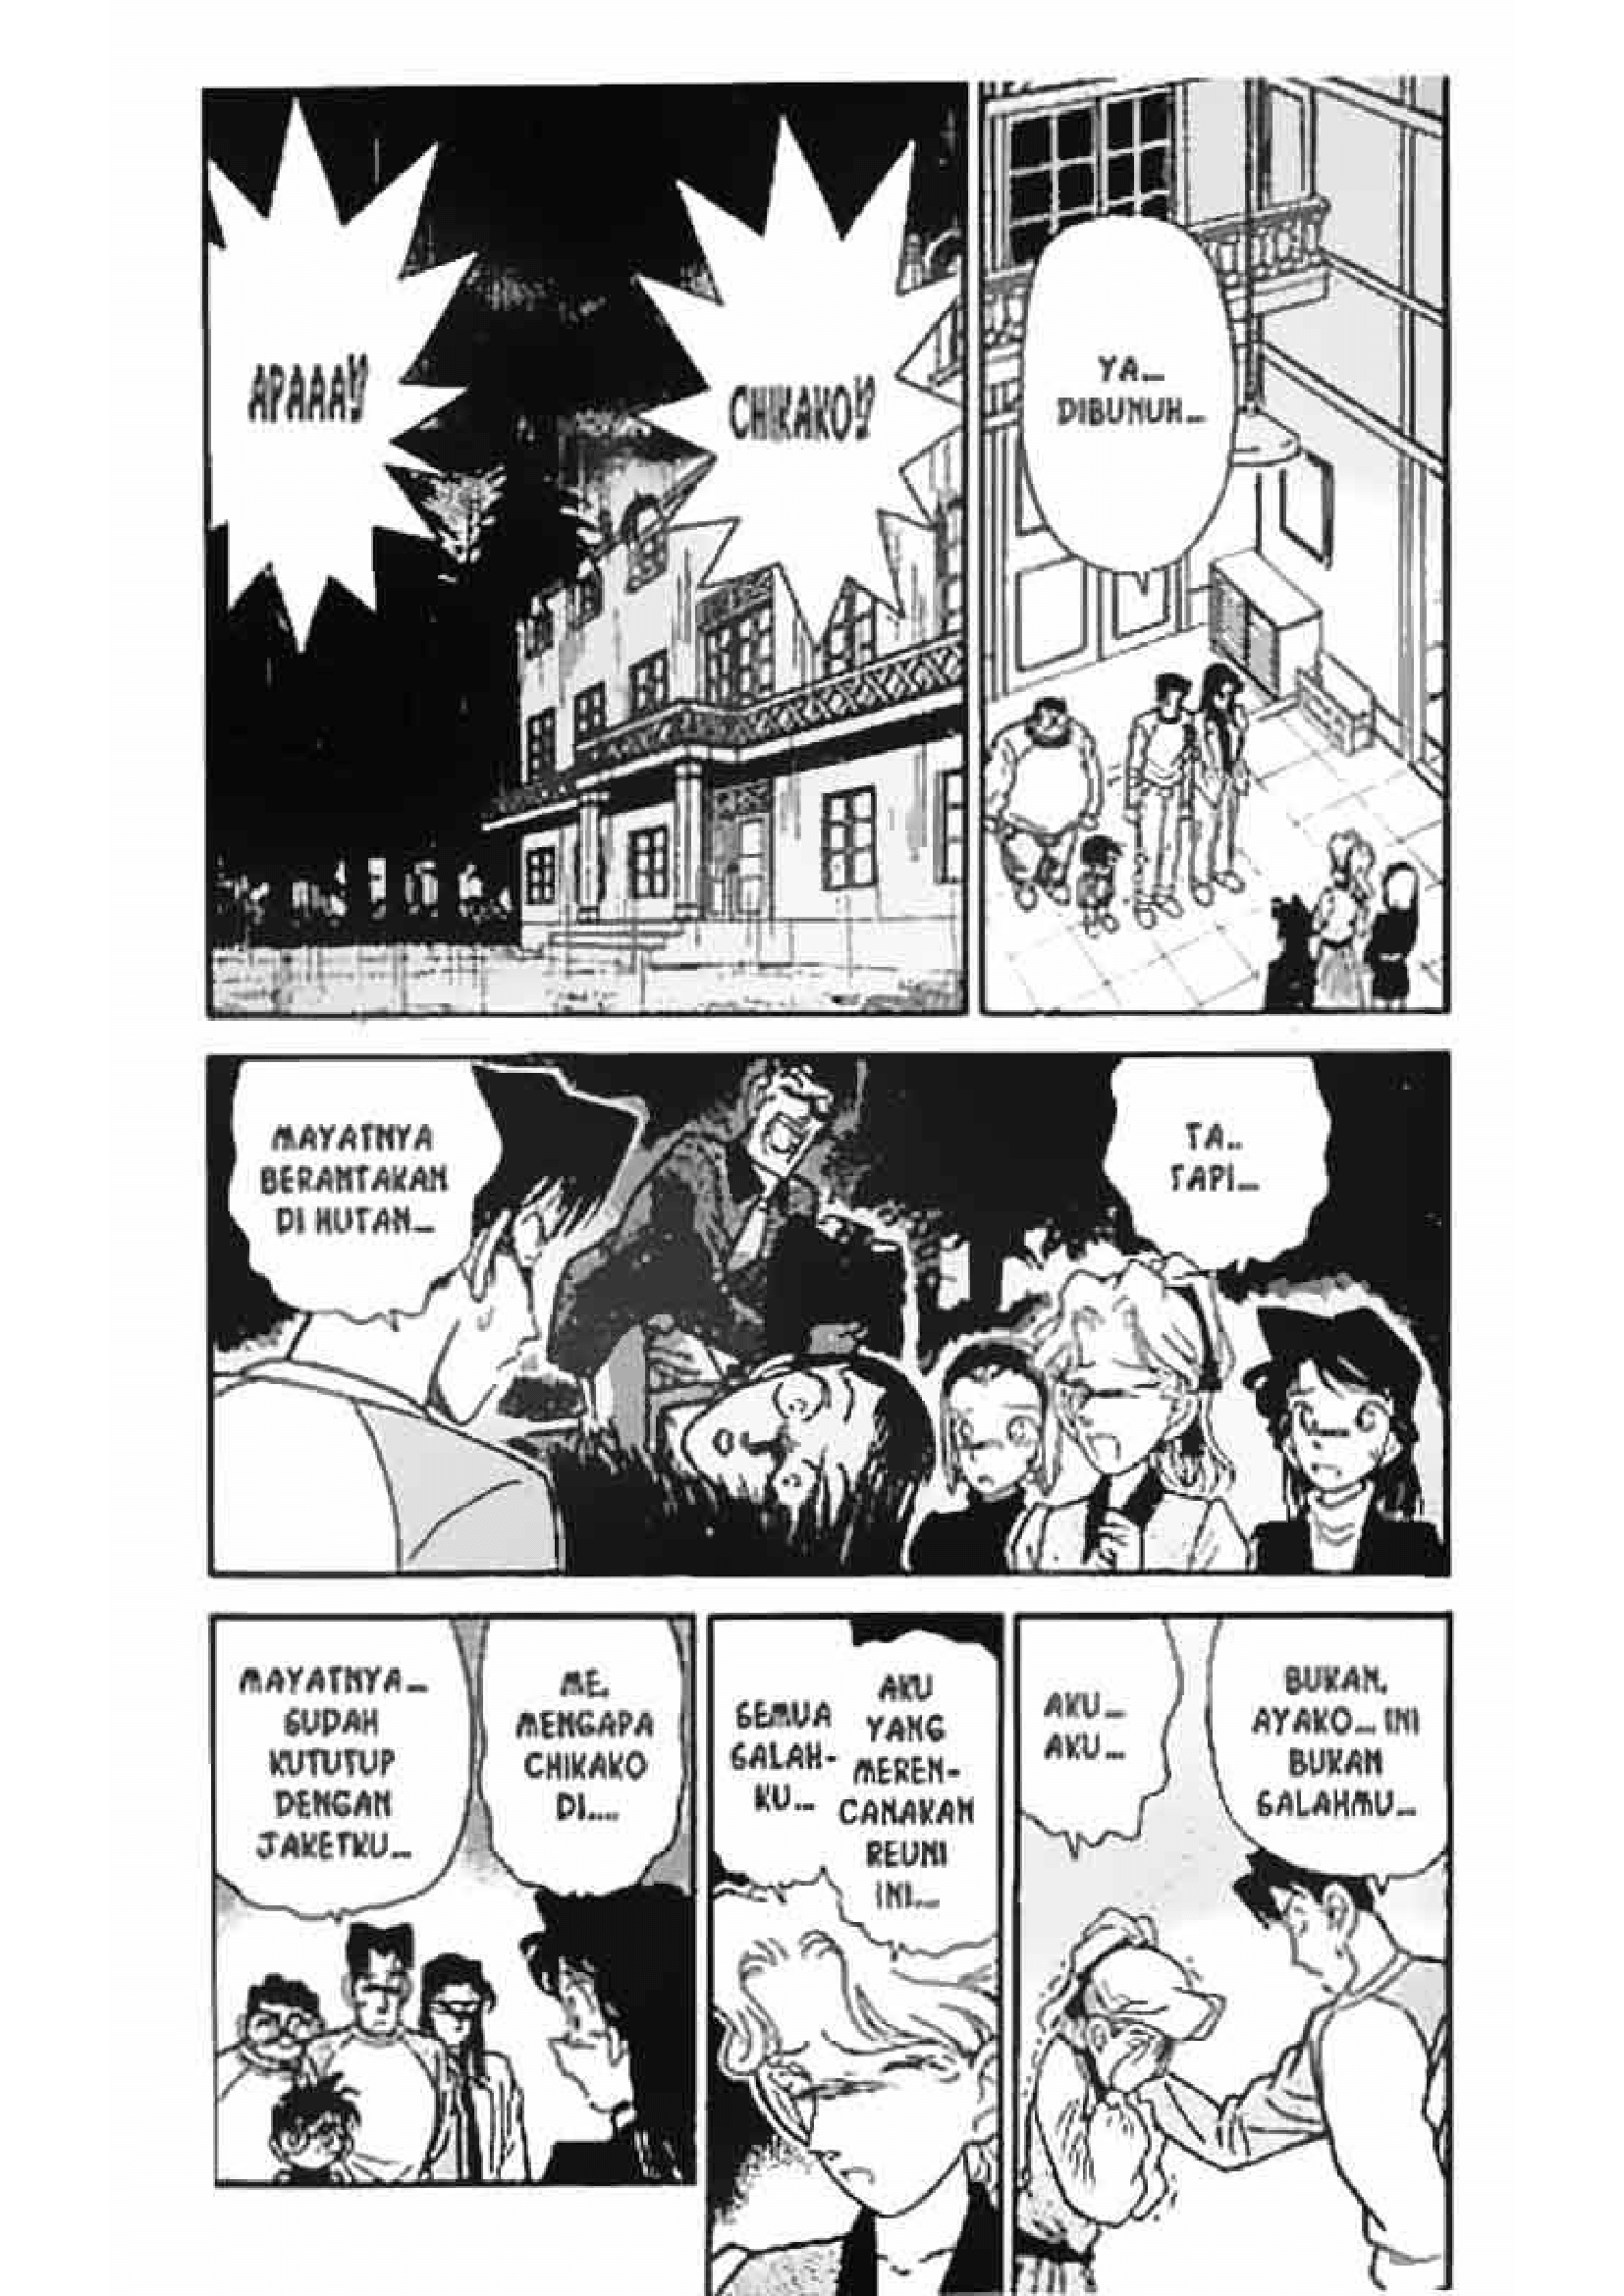 APAAA!?
CHIKAKO!?
YA...
DIBUNUH...
MAYATNYA
BERANTAKAN
DI HUTAN...
TA..
TAPI...
MAYATNYA...
SUDAH
KUTUTUP
DENGAN
JAKETKU...
ME,
MENGAPA
CHIKAKO
DI....
SEMUA
SALAH-
KU...
AKU
YANG
MEREN-
CANAKAN
REUNI
INI....
AKU...
AKU...
BUKAN,
AYAKO... INI
BUKAN
SALAHMU...